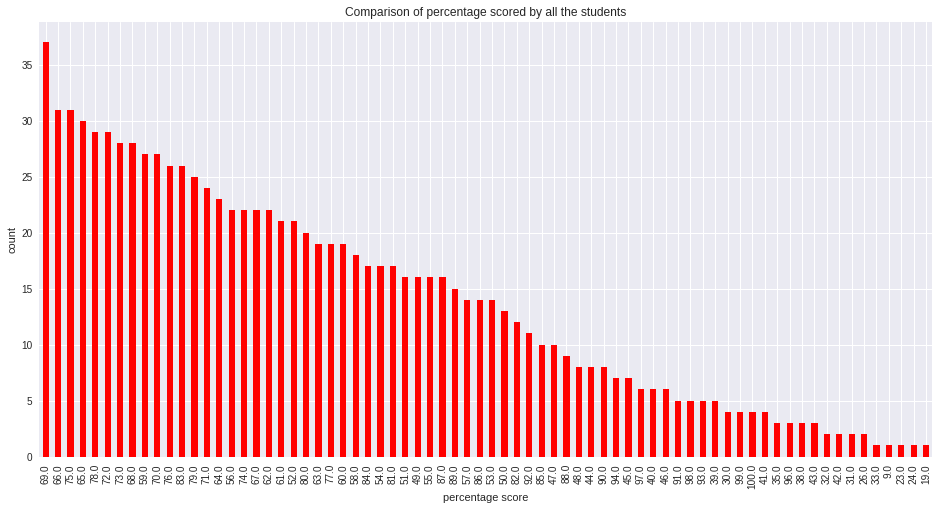 Comparison of percentage scored by all the students
35
30
25
20
15
10
5
0
count
69.0 66.0 75.0 65.0 78.0 72.0 73.0 68.0 59.0 70.0 76.0 83.0 79.0 71.0 64.0 56.0 74.0 67.0 62.0 61.0 52.0 80.0 63.0 77.0 60.0 58.0 84.0 54.0 81.0 51.0 49.0 55.0 87.0 89.0 57.0 86.0 53.0 50.0 82.0 92.0 85.0 47.0 88.0 48.0 44.0 90.0 94.0 45.0 97.0 40.0 46.0 91.0 98.0 93.0 39.0 30.0 99.0 100.0 41.0 35.0 96.0 38.0 43.0 32.0 42.0 31.0 26.0 33.0 9.0 23.0 24.0 19.0
percentage score